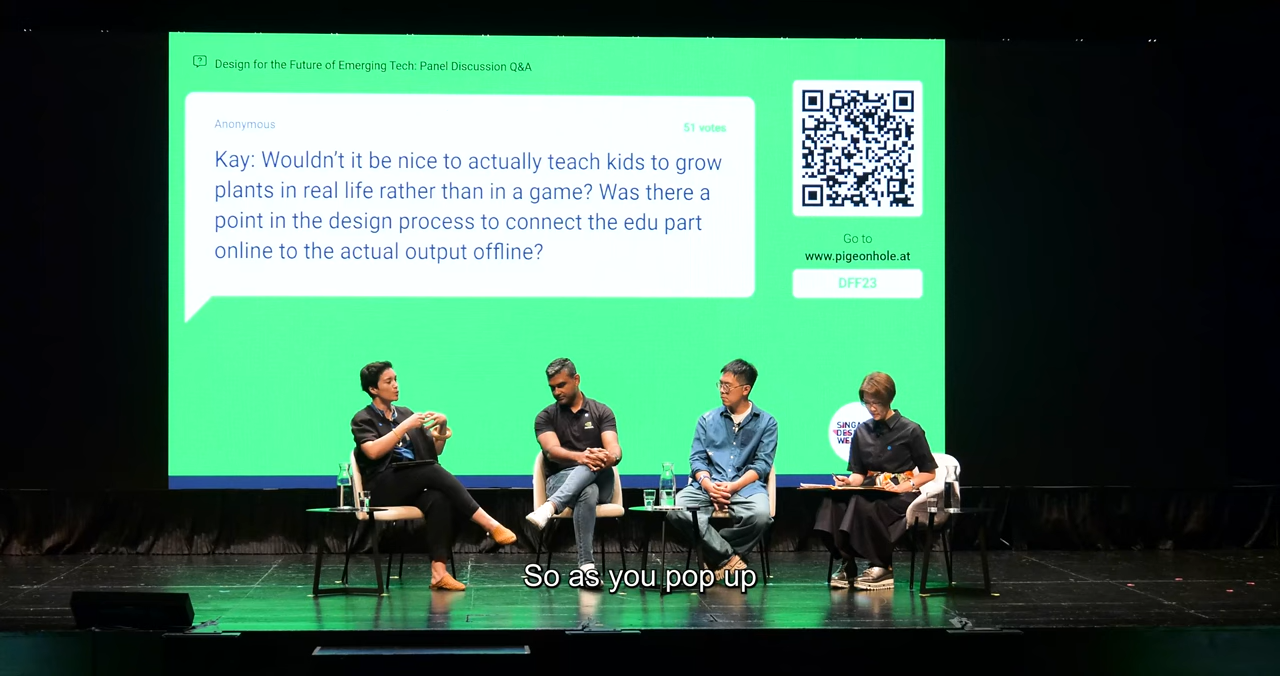 Design for the Future of Emerging Tech: Panel Discussion Q&A
Anonymous
51 votes
Kay: Wouldn't it be nice to actually teach kids to grow
plants in real life rather than in a game? Was there a
point in the design process to connect the edu part
online to the actual output offline?
Go to
www.pigeonhole.at
DFF23
So as you pop up